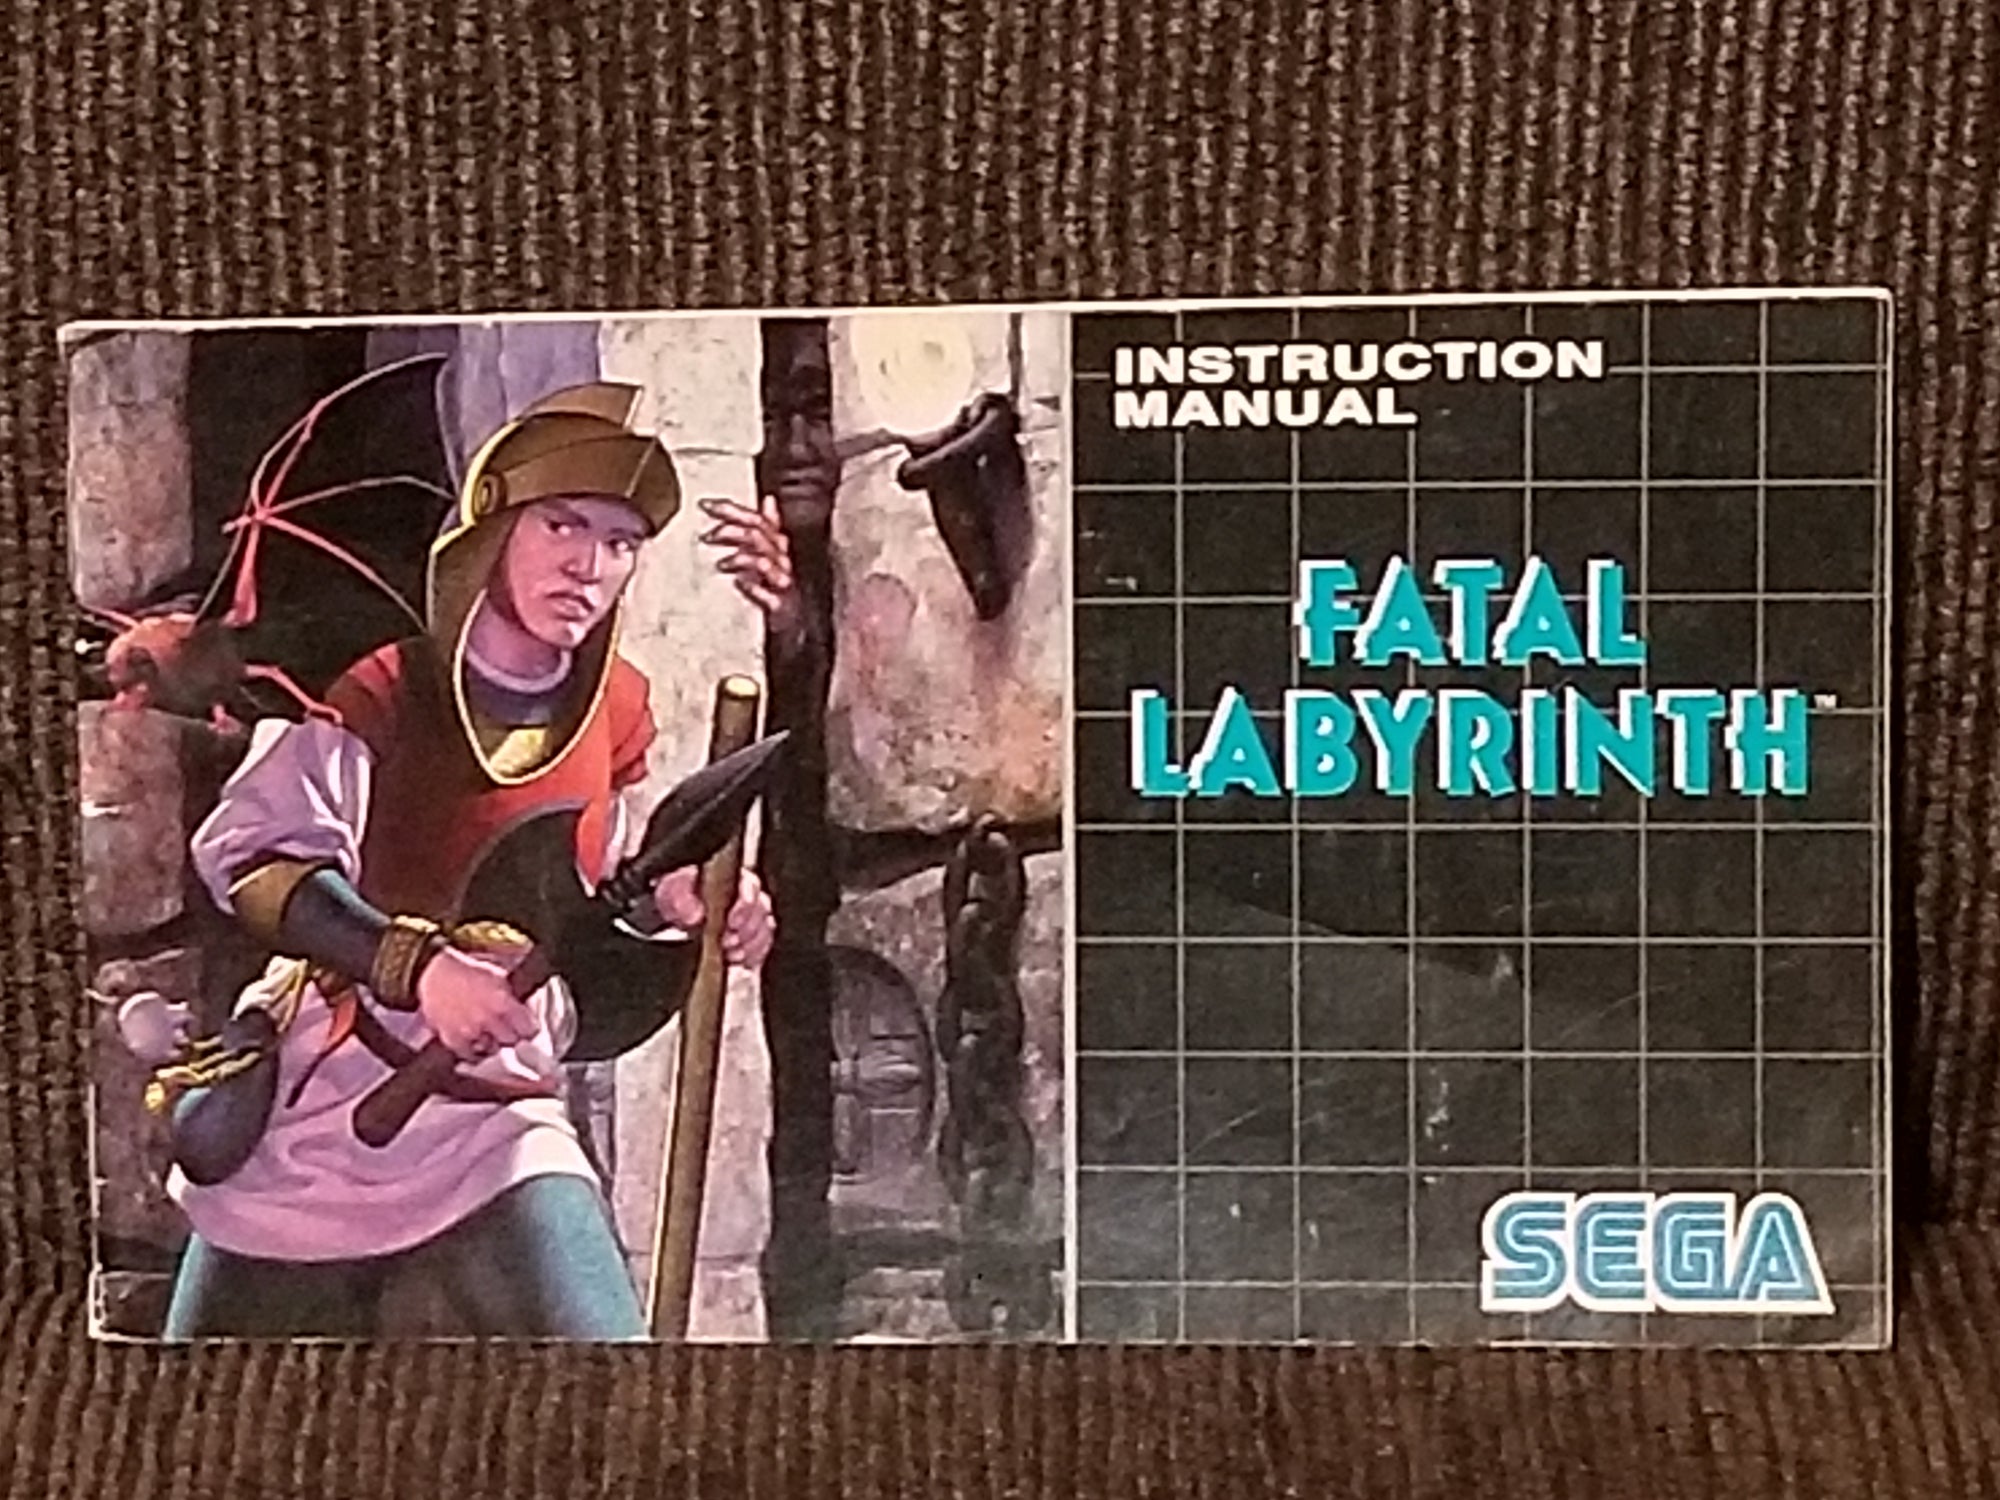 INSTRUCTION
MANUAL
FATAL
LABYRINTH™
SEGA